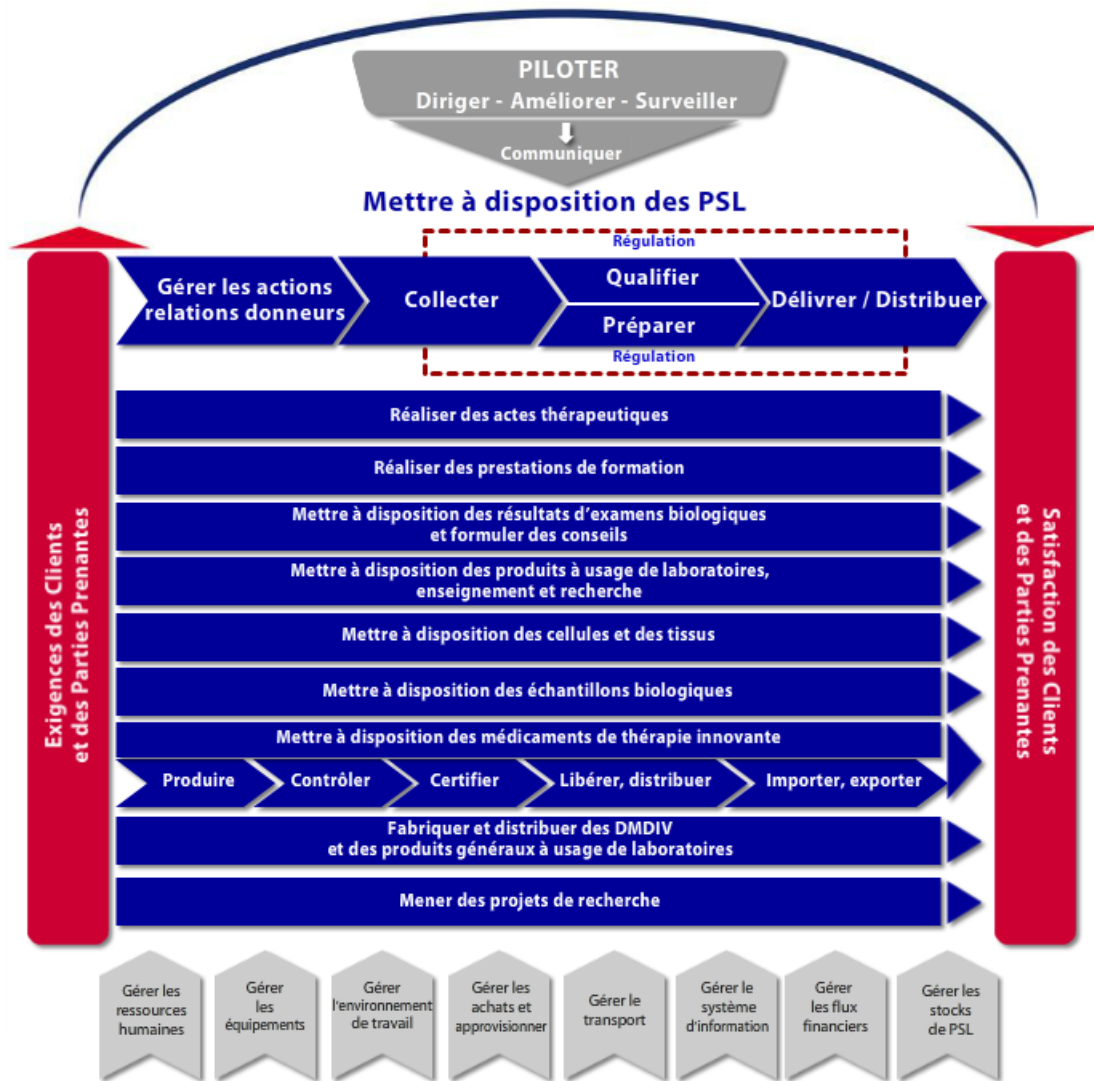 PILOTER
Diriger - Améliorer - Surveiller
Communiquer
Mettre à disposition des PSL
Régulation
Gérer les actions
relations donneurs
Collecter
Qualifier
Préparer
Délivrer / Distribuer
Régulation
Exigences des Clients
et des Parties Prenantes
Réaliser des actes thérapeutiques
Réaliser des prestations de formation
Mettre à disposition des résultats d'examens biologiques
et formuler des conseils
Mettre à disposition des produits à usage de laboratoires,
enseignement et recherche
Mettre à disposition des cellules et des tissus
Mettre à disposition des échantillons biologiques
Mettre à disposition des médicaments de thérapie innovante
Produire
Contrôler
Certifier
Libérer, distribuer
Importer, exporter
Fabriquer et distribuer des DMDIV
et des produits généraux à usage de laboratoires
Mener des projets de recherche
Satisfaction des Clients
et des Parties Prenantes
Gérer les
ressources
humaines
Gérer
les
équipements
Gérer
l'environnement
de travail
Gérer les
achats et
approvisionner
Gérer le
transport
Gérer le
système
d'information
Gérer
les flux
financiers
Gérer les
stocks
de PSL